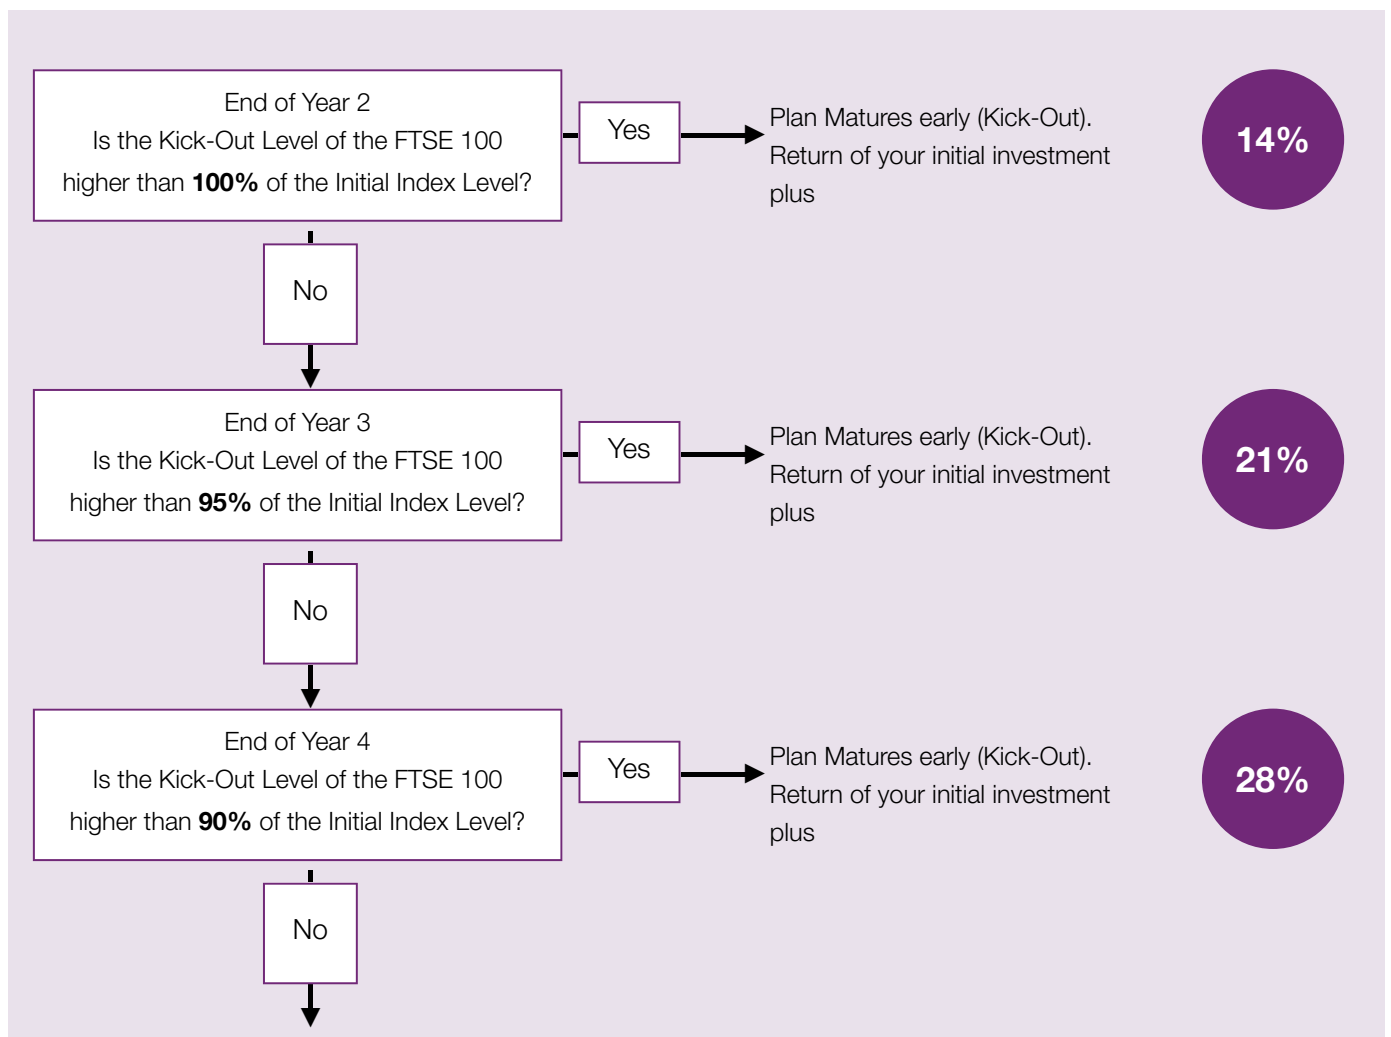 End of Year 2
Is the Kick-Out Level of the FTSE 100
higher than 100% of the Initial Index Level?
Yes
Plan Matures early (Kick-Out).
Return of your initial investment
plus
14%
No
End of Year 3
Is the Kick-Out Level of the FTSE 100
higher than 95% of the Initial Index Level?
Yes
Plan Matures early (Kick-Out).
Return of your initial investment
plus
21%
No
End of Year 4
Is the Kick-Out Level of the FTSE 100
higher than 90% of the Initial Index Level?
Yes
Plan Matures early (Kick-Out).
Return of your initial investment
plus
28%
No